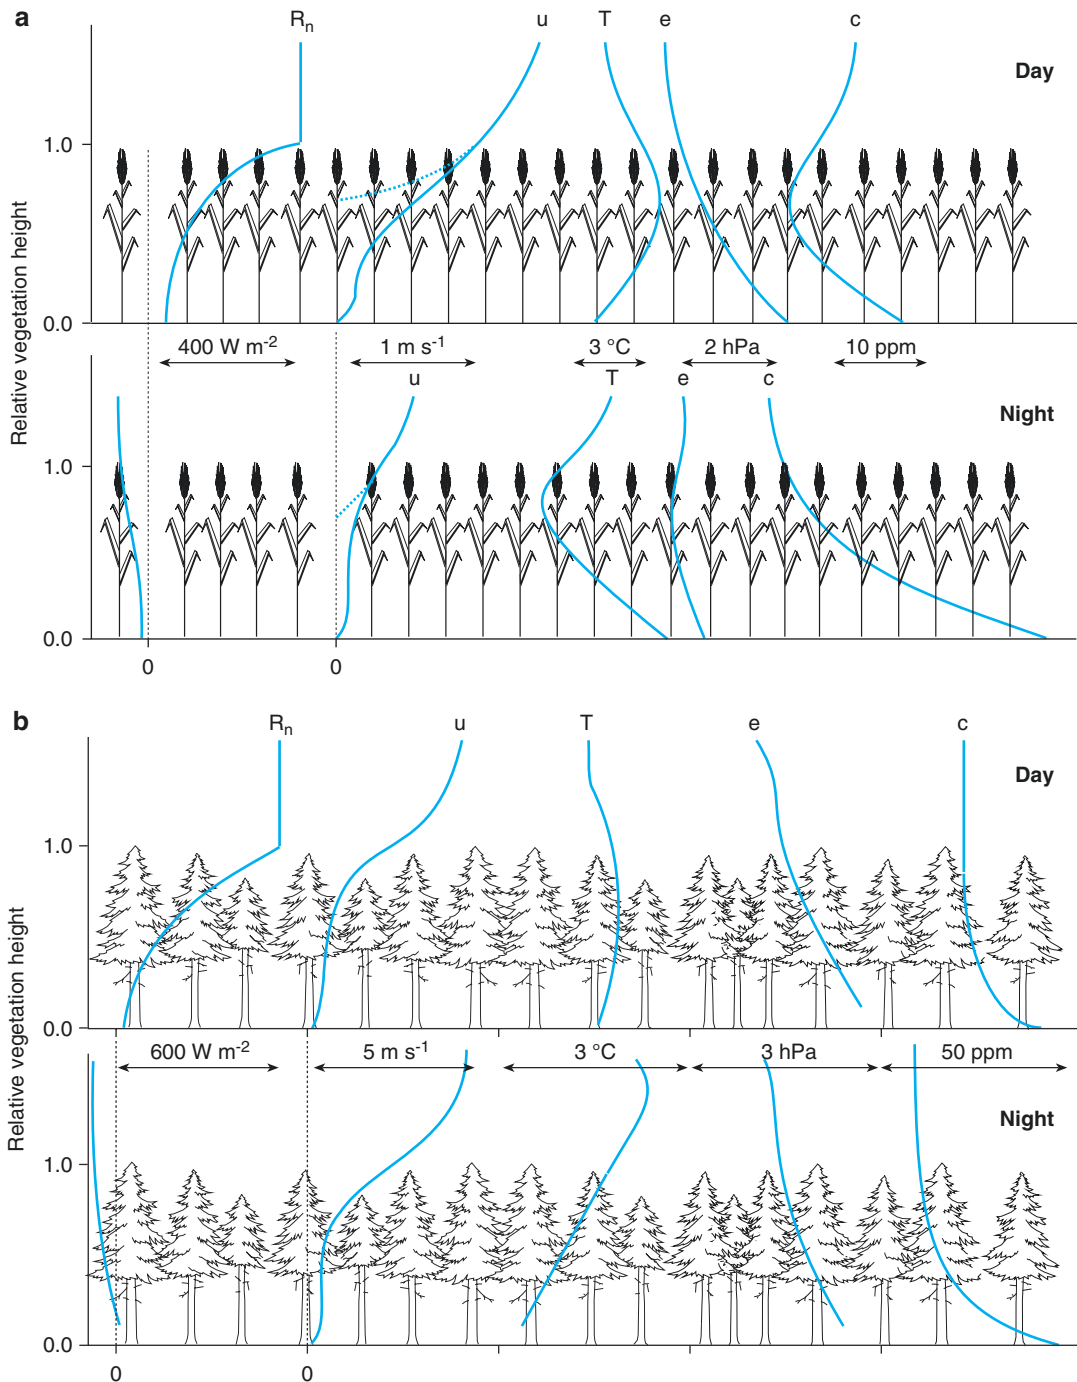 a
R_n u T e c
Day
1.0
0.0
400 W m⁻² 1 m s⁻¹ 3 °C 2 hPa 10 ppm
u T e c
Night
1.0
0.0
0 0
Relative vegetation height
b
R_n u T e c
Day
1.0
0.0
600 W m⁻² 5 m s⁻¹ 3 °C 3 hPa 50 ppm
Night
1.0
0.0
0 0
Relative vegetation height